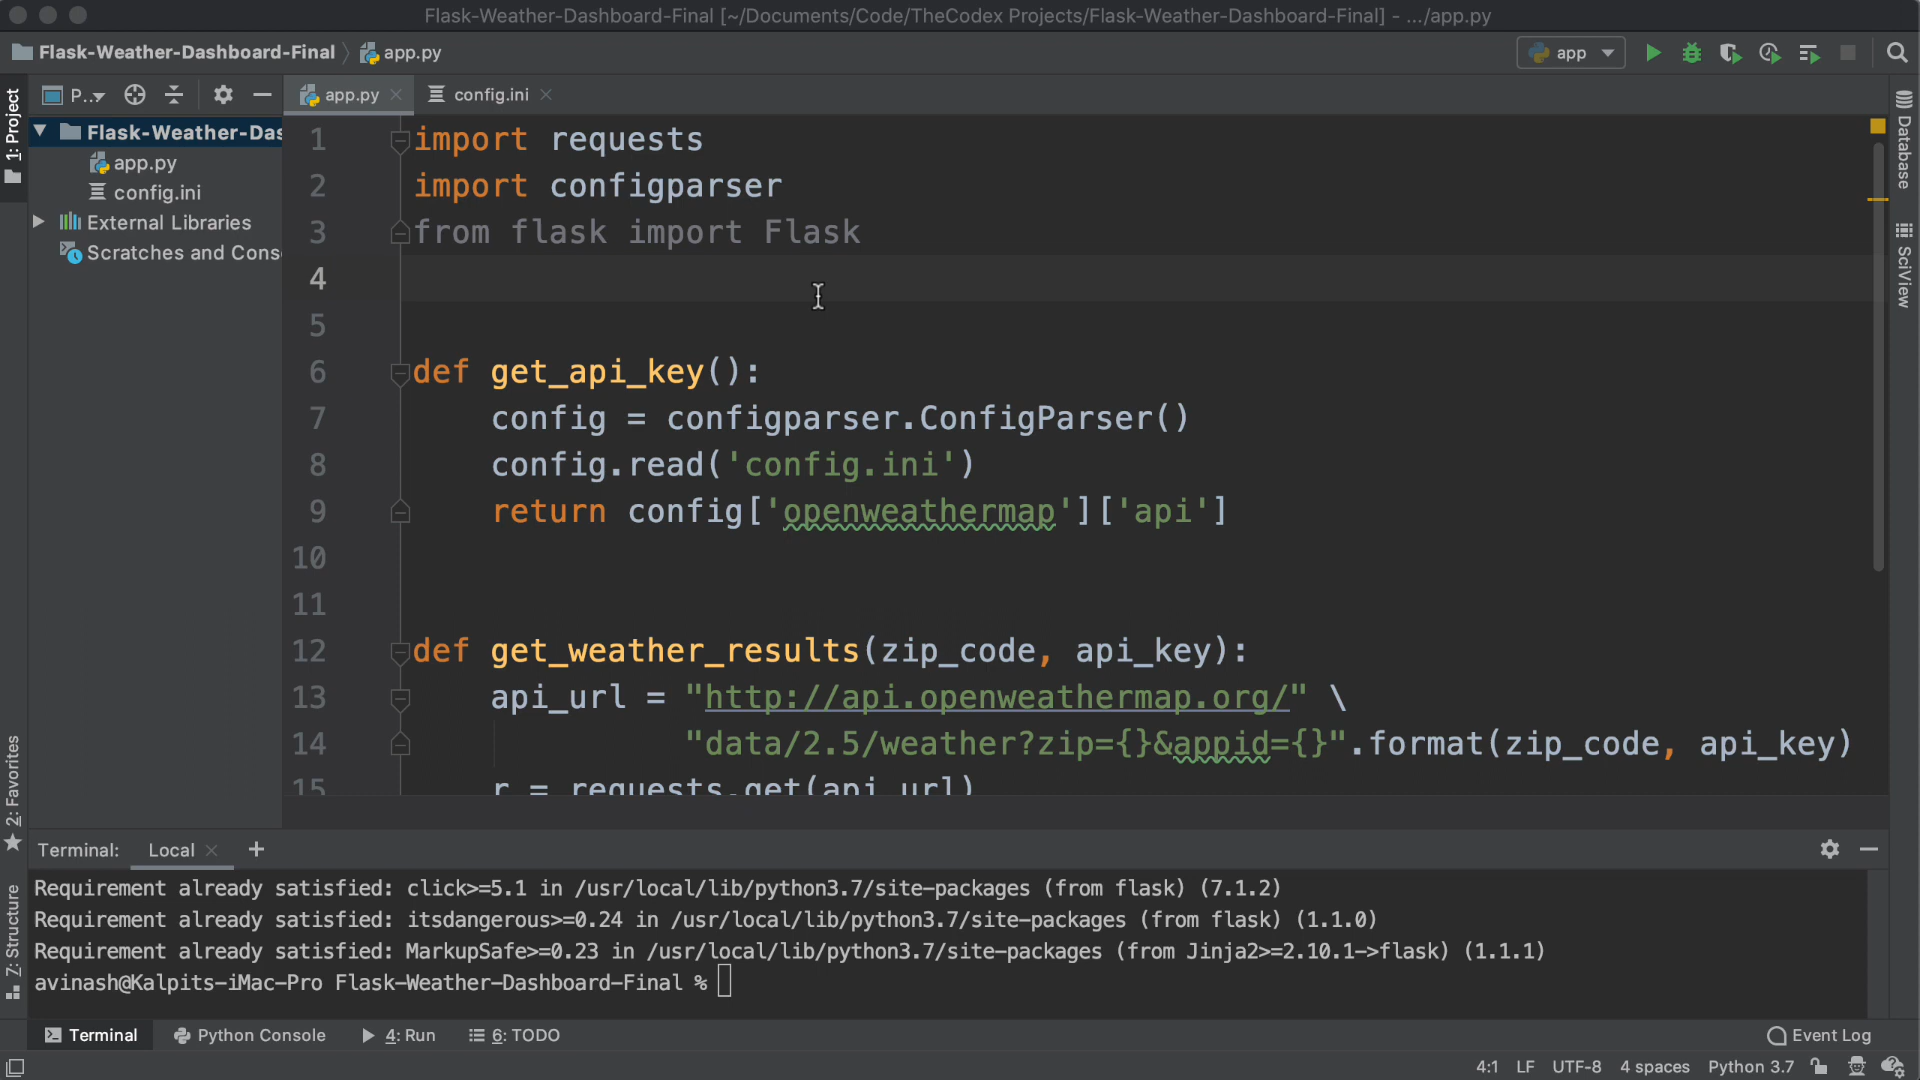 Flask-Weather-Dashboard-Final [~/Documents/Code/TheCodex Projects/Flask-Weather-Dashboard-Final] - .../app.py
Flask-Weather-Dashboard-Final app.py
app
1: Project
P..
app.py
config.ini
Flask-Weather-Das
app.py
config.ini
External Libraries
Scratches and Cons
1 import requests
2 import configparser
3 from flask import Flask
4
5
6 def get_api_key():
7 config = configparser.ConfigParser()
8 config.read('config.ini')
9 return config['openweathermap']['api']
10
11
12 def get_weather_results(zip_code, api_key):
13 api_url = "http://api.openweathermap.org/" \
14 "data/2.5/weather?zip={}&appid={}".format(zip_code, api_key)
15 r = requests.get(api_url)
Database
SciView
2: Favorites
Z: Structure
Terminal: Local +
Requirement already satisfied: click>=5.1 in /usr/local/lib/python3.7/site-packages (from flask) (7.1.2)
Requirement already satisfied: itsdangerous>=0.24 in /usr/local/lib/python3.7/site-packages (from flask) (1.1.0)
Requirement already satisfied: MarkupSafe>=0.23 in /usr/local/lib/python3.7/site-packages (from Jinja2>=2.10.1->flask) (1.1.1)
avinash@Kalpits-iMac-Pro Flask-Weather-Dashboard-Final %
Terminal Python Console 4: Run 6: TODO Event Log
4:1 LF UTF-8 4 spaces Python 3.7